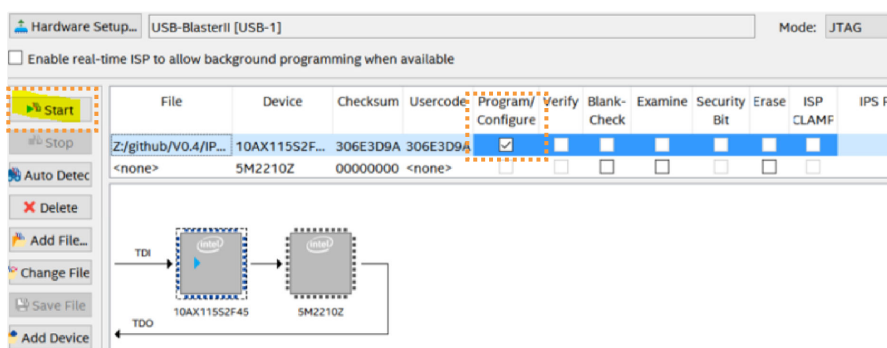 Hardware Setup... USB-BlasterII [USB-1] Mode: JTAG
Enable real-time ISP to allow background programming when available
Start
Stop
Auto Detec
Delete
Add File...
Change File
Save File
Add Device
File Device Checksum Usercode Program/ Verify Blank- Examine Security Erase ISP IPS F
Configure Check Bit CLAMF
Z:/github/V0.4/IP... 10AX115S2F... 306E3D9A 306E3D9A
<none> 5M2210Z 00000000 <none>
TDI
intel
intel
10AX115S2F45
5M2210Z
TDO